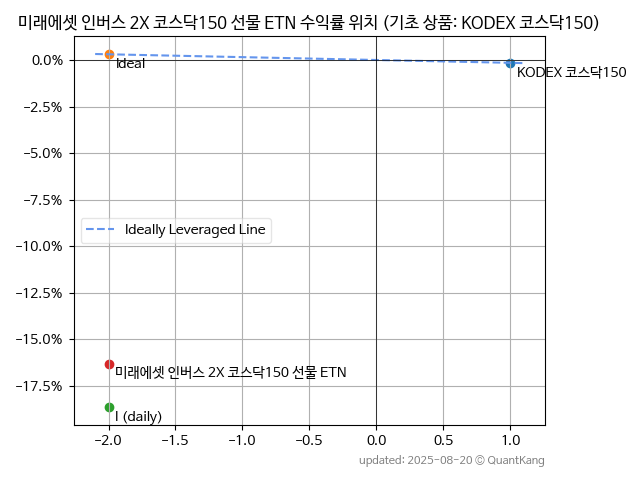 미래에셋 인버스 2X 코스닥150 선물 ETN 수익률 위치 (기초 상품: KODEX 코스닥150)
0.0%
Ideal
KODEX 코스닥150
−2.5%
−5.0%
−7.5%
Ideally Leveraged Line
−10.0%
−12.5%
−15.0%
미래에셋 인버스 2X 코스닥150 선물 ETN
−17.5%
I (daily)
−2.0 −1.5 −1.0 −0.5 0.0 0.5 1.0
updated: 2025-08-20 © QuantKang